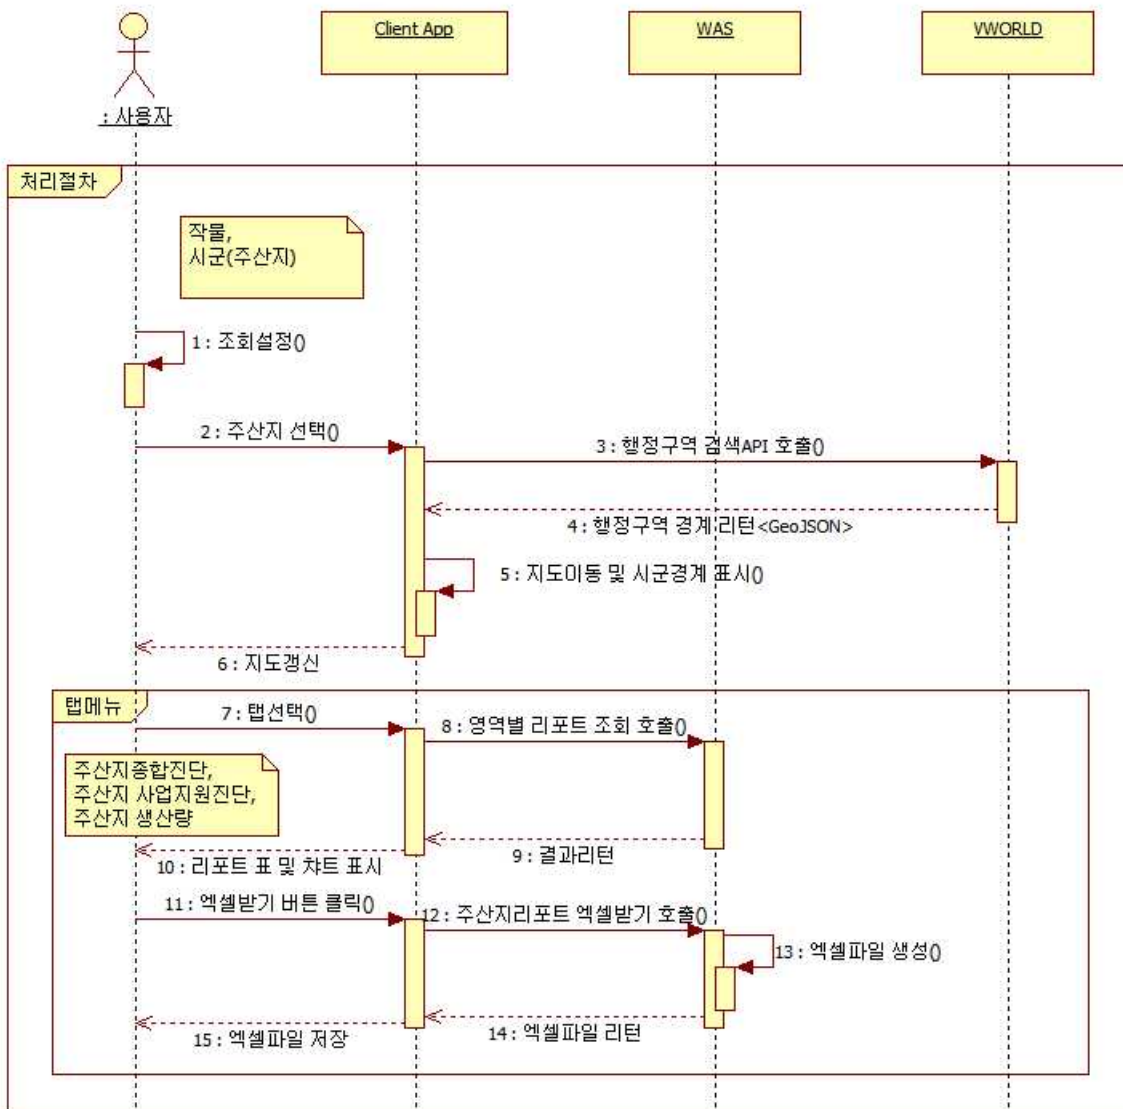 Client App
WAS
VWORLD
: 사용자
처리절차
작물,
시군(주산지)
1 : 조회설정()
2 : 주산지 선택()
3 : 행정구역 검색API 호출()
4 : 행정구역 경계 리턴<GeoJSON>
5 : 지도이동 및 시군경계 표시()
6 : 지도갱신
탭메뉴
7 : 탭선택()
8 : 영역별 리포트 조회 호출()
주산지종합진단,
주산지 사업지원진단,
주산지 생산량
9 : 결과리턴
10 : 리포트 표 및 챠트 표시
11 : 엑셀받기 버튼 클릭()
12 : 주산지리포트 엑셀받기 호출()
13 : 엑셀파일 생성()
14 : 엑셀파일 리턴
15 : 엑셀파일 저장